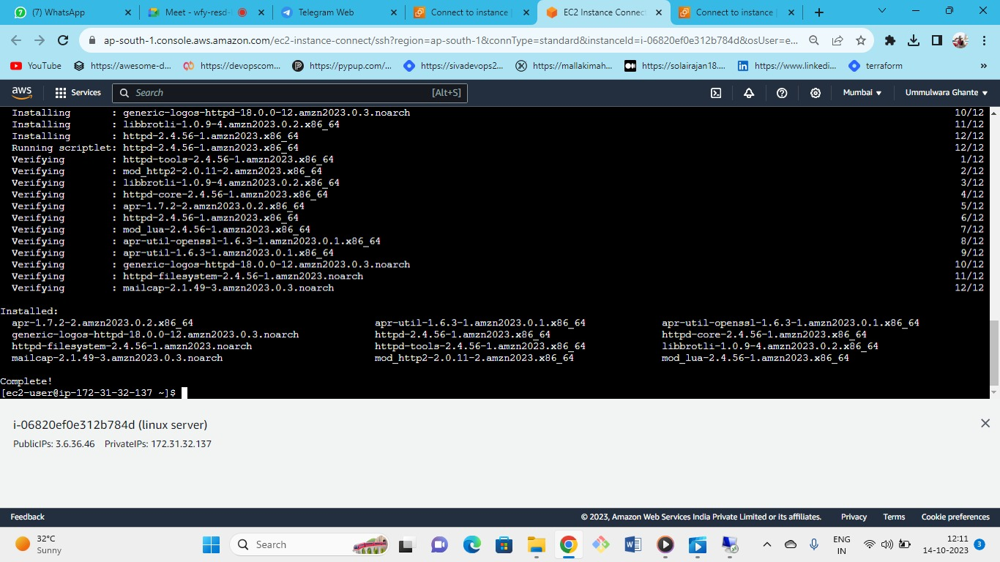 (7) WhatsApp
Meet - wfy-resd-
Telegram Web
Connect to instance
EC2 Instance Connect
Connect to instance
ap-south-1.console.aws.amazon.com/ec2-instance-connect/ssh?region=ap-south-1&connType=standard&instanceId=i-06820ef0e312b784d&osUser=e...
YouTube
https://awesome-d...
https://devopscom...
https://pypup.com/...
https://sivadevops2...
https://mallakimah...
https://solairajan18....
https://www.linkedi...
terraform
»
aws
Services
Search
[Alt+S]
Mumbai
Ummulwara Ghante
Installing : generic-logos-httpd-18.0.0-12.amzn2023.0.3.noarch 10/12
Installing : libbrotli-1.0.9-4.amzn2023.0.2.x86_64 11/12
Installing : httpd-2.4.56-1.amzn2023.x86_64 12/12
Running scriptlet: httpd-2.4.56-1.amzn2023.x86_64 12/12
Verifying : httpd-tools-2.4.56-1.amzn2023.x86_64 1/12
Verifying : mod_http2-2.0.11-2.amzn2023.x86_64 2/12
Verifying : libbrotli-1.0.9-4.amzn2023.0.2.x86_64 3/12
Verifying : httpd-core-2.4.56-1.amzn2023.x86_64 4/12
Verifying : apr-1.7.2-2.amzn2023.0.2.x86_64 5/12
Verifying : httpd-2.4.56-1.amzn2023.x86_64 6/12
Verifying : mod_lua-2.4.56-1.amzn2023.x86_64 7/12
Verifying : apr-util-openssl-1.6.3-1.amzn2023.0.1.x86_64 8/12
Verifying : apr-util-1.6.3-1.amzn2023.0.1.x86_64 9/12
Verifying : generic-logos-httpd-18.0.0-12.amzn2023.0.3.noarch 10/12
Verifying : httpd-filesystem-2.4.56-1.amzn2023.noarch 11/12
Verifying : mailcap-2.1.49-3.amzn2023.0.3.noarch 12/12
Installed:
apr-1.7.2-2.amzn2023.0.2.x86_64 apr-util-1.6.3-1.amzn2023.0.1.x86_64 apr-util-openssl-1.6.3-1.amzn2023.0.1.x86_64
generic-logos-httpd-18.0.0-12.amzn2023.0.3.noarch httpd-2.4.56-1.amzn2023.x86_64 httpd-core-2.4.56-1.amzn2023.x86_64
httpd-filesystem-2.4.56-1.amzn2023.noarch httpd-tools-2.4.56-1.amzn2023.x86_64 libbrotli-1.0.9-4.amzn2023.0.2.x86_64
mailcap-2.1.49-3.amzn2023.0.3.noarch mod_http2-2.0.11-2.amzn2023.x86_64 mod_lua-2.4.56-1.amzn2023.x86_64
Complete!
[ec2-user@ip-172-31-32-137 ~]$
i-06820ef0e312b784d (linux server)
PublicIPs: 3.6.36.46 PrivateIPs: 172.31.32.137
Feedback
© 2023, Amazon Web Services India Private Limited or its affiliates.
Privacy
Terms
Cookie preferences
32°C
Sunny
Search
ENG
IN
12:11
14-10-2023
3